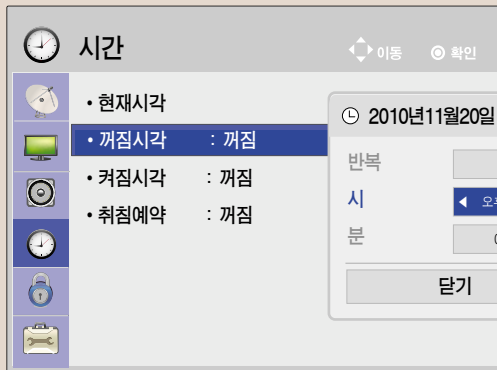 시간
이동
확인
• 현재시각
• 꺼짐시각 : 꺼짐
• 켜짐시각 : 꺼짐
• 취침예약 : 꺼짐
2010년11월20일
반복
시
분
닫기